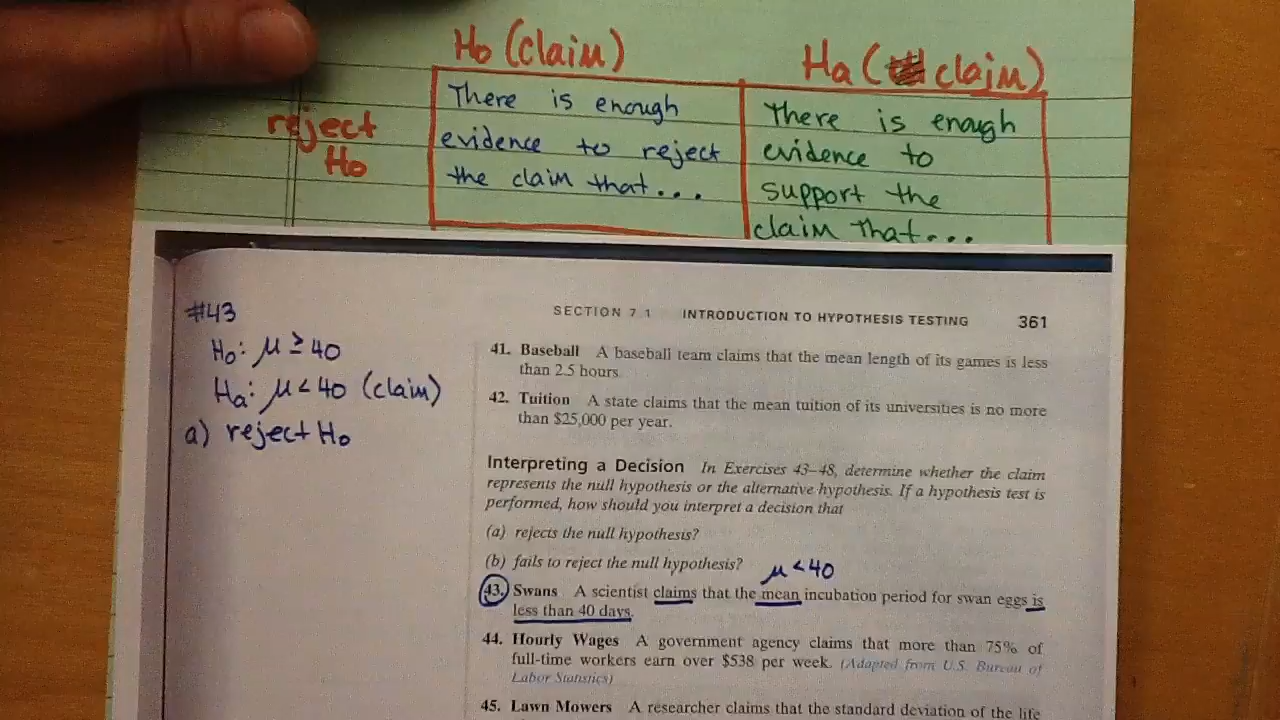 Ho (claim)
Ha ( claim)
reject
Ho
There is enough
evidence to reject
the claim that...
There is enough
evidence to
support the
claim that...
#43
Ho: μ ≥ 40
Ha: μ < 40 (claim)
a) reject Ho
SECTION 7.1 INTRODUCTION TO HYPOTHESIS TESTING 361
41. Baseball A baseball team claims that the mean length of its games is less
than 2.5 hours.
42. Tuition A state claims that the mean tuition of its universities is no more
than $25,000 per year.
Interpreting a Decision In Exercises 43–48, determine whether the claim
represents the null hypothesis or the alternative hypothesis. If a hypothesis test is
performed, how should you interpret a decision that
(a) rejects the null hypothesis?
(b) fails to reject the null hypothesis?
μ < 40
43. Swans A scientist claims that the mean incubation period for swan eggs is
less than 40 days.
44. Hourly Wages A government agency claims that more than 75% of
full-time workers earn over $538 per week. (Adapted from U.S. Bureau of
Labor Statistics)
45. Lawn Mowers A researcher claims that the standard deviation of the life